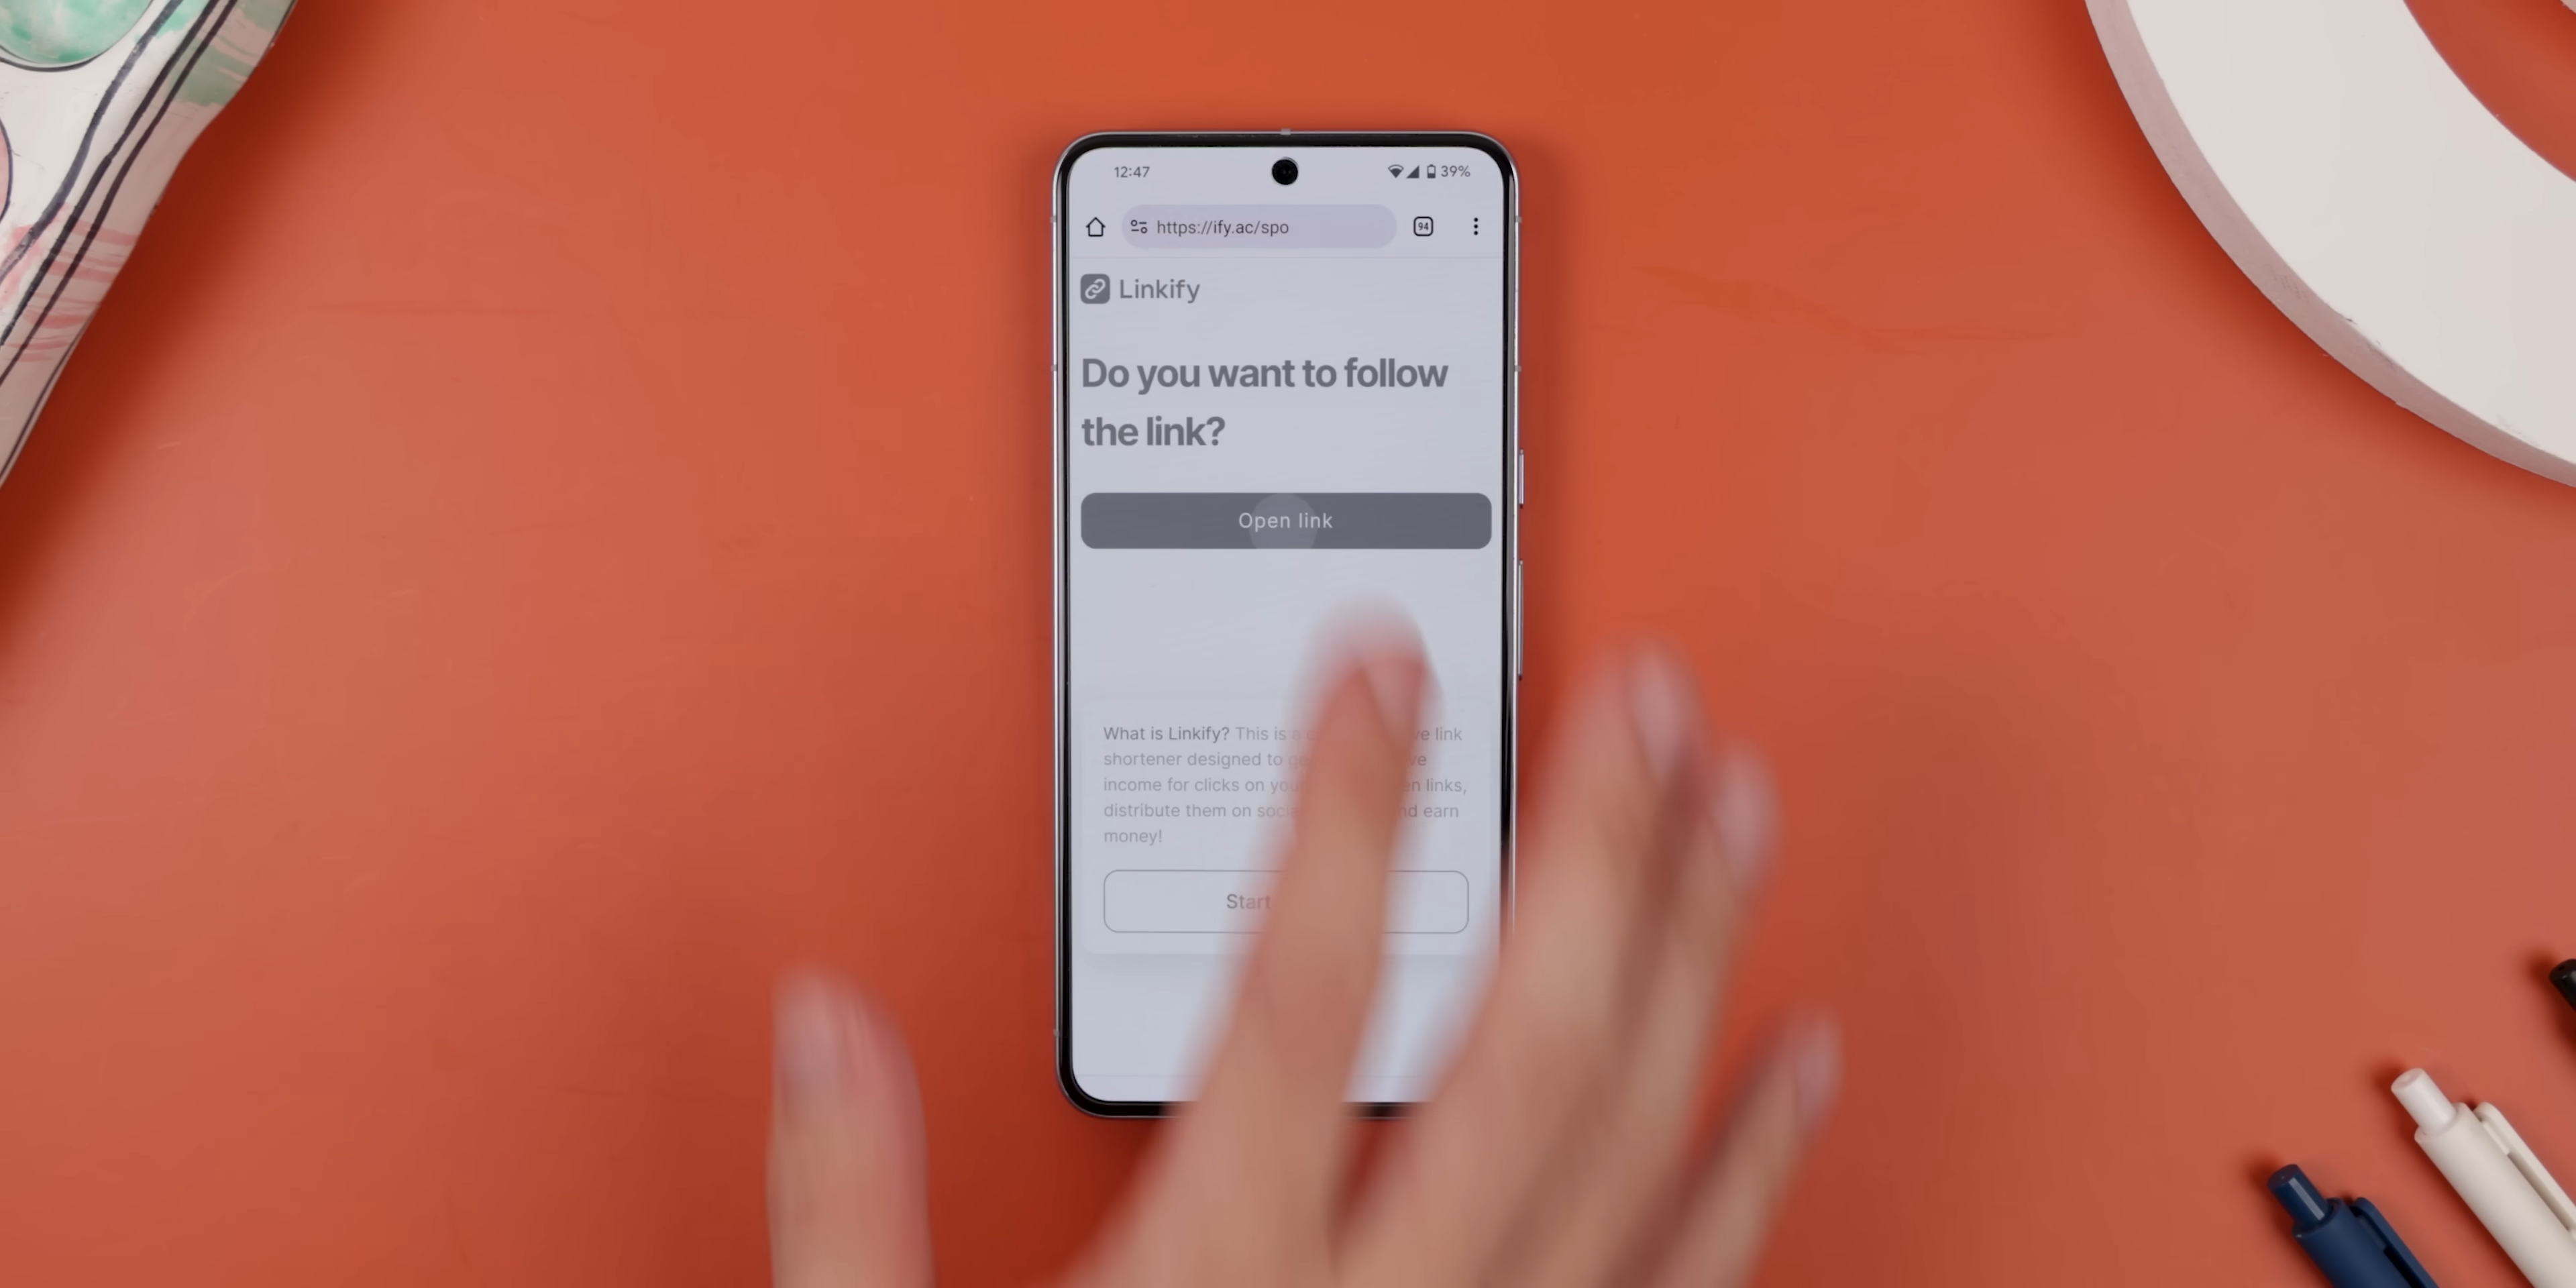 12:47
39%
https://ify.ac/spo
94
Linkify
Do you want to follow
the link?
Open link
What is Linkify? This is a link
shortener designed to
income for clicks on links,
distribute them on earn
money!
Start